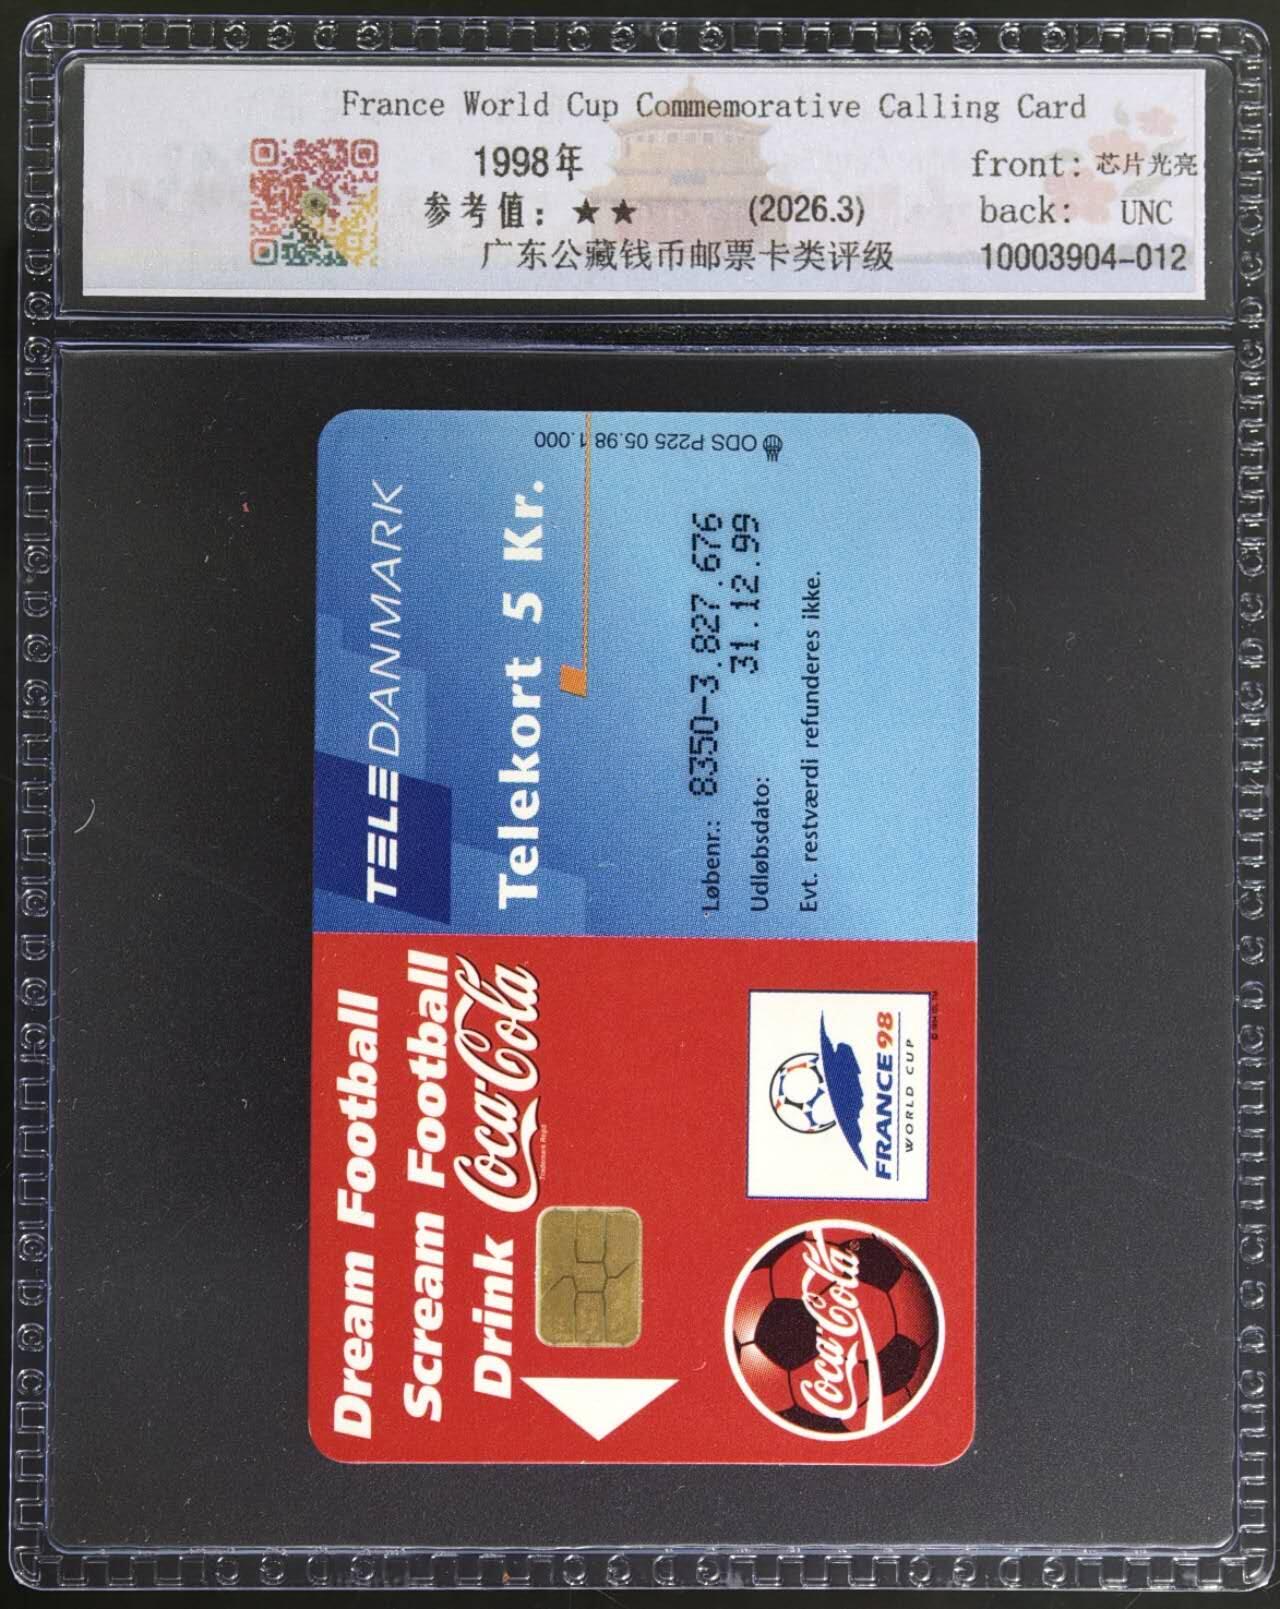 France World Cup Commemorative Calling Card
1998年
front: 芯片光亮
参考值: ★★
(2026.3)
back: UNC
广东公藏钱币邮票卡类评级
10003904-012
TELE DANMARK
Telekort 5 Kr.
ODS P225 05.98 1.000
Løbenr.: 8350-3.827.676
Udløbsdato: 31.12.99
Evt. restværdi refunderes ikke.
Dream Football
Scream Football
Drink Coca-Cola
Coca-Cola
FRANCE 98
WORLD CUP